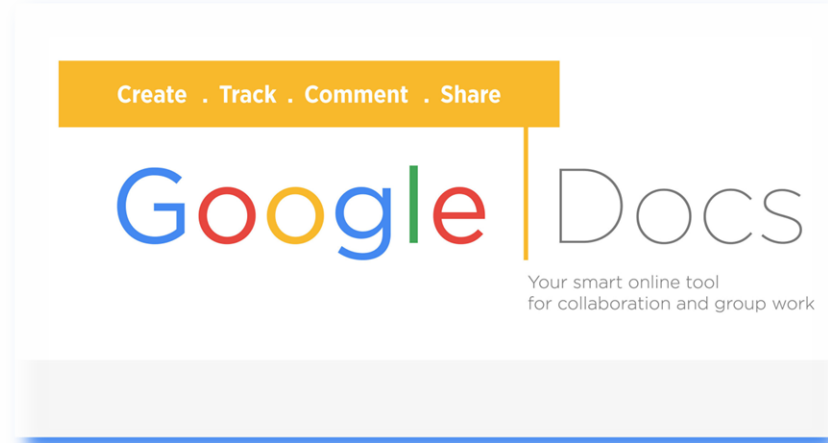 Create . Track . Comment . Share
Google Docs
Your smart online tool
for collaboration and group work